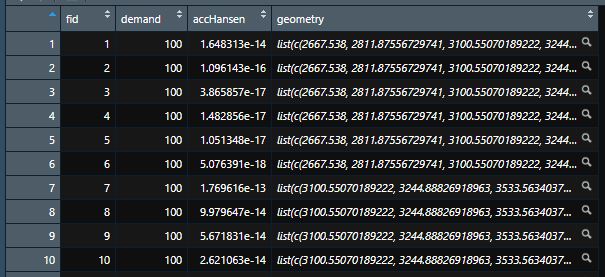 fid demand accHansen geometry
1 1 100 1.648313e-14 list(c(2667.538, 2811.87556729741, 3100.55070189222, 3244...
2 2 100 1.096143e-16 list(c(2667.538, 2811.87556729741, 3100.55070189222, 3244...
3 3 100 3.865857e-17 list(c(2667.538, 2811.87556729741, 3100.55070189222, 3244...
4 4 100 1.482856e-17 list(c(2667.538, 2811.87556729741, 3100.55070189222, 3244...
5 5 100 1.051348e-17 list(c(2667.538, 2811.87556729741, 3100.55070189222, 3244...
6 6 100 5.076391e-18 list(c(2667.538, 2811.87556729741, 3100.55070189222, 3244...
7 7 100 1.769616e-13 list(c(3100.55070189222, 3244.88826918963, 3533.5634037...
8 8 100 9.979647e-14 list(c(3100.55070189222, 3244.88826918963, 3533.5634037...
9 9 100 5.671831e-14 list(c(3100.55070189222, 3244.88826918963, 3533.5634037...
10 10 100 2.621063e-14 list(c(3100.55070189222, 3244.88826918963, 3533.5634037...